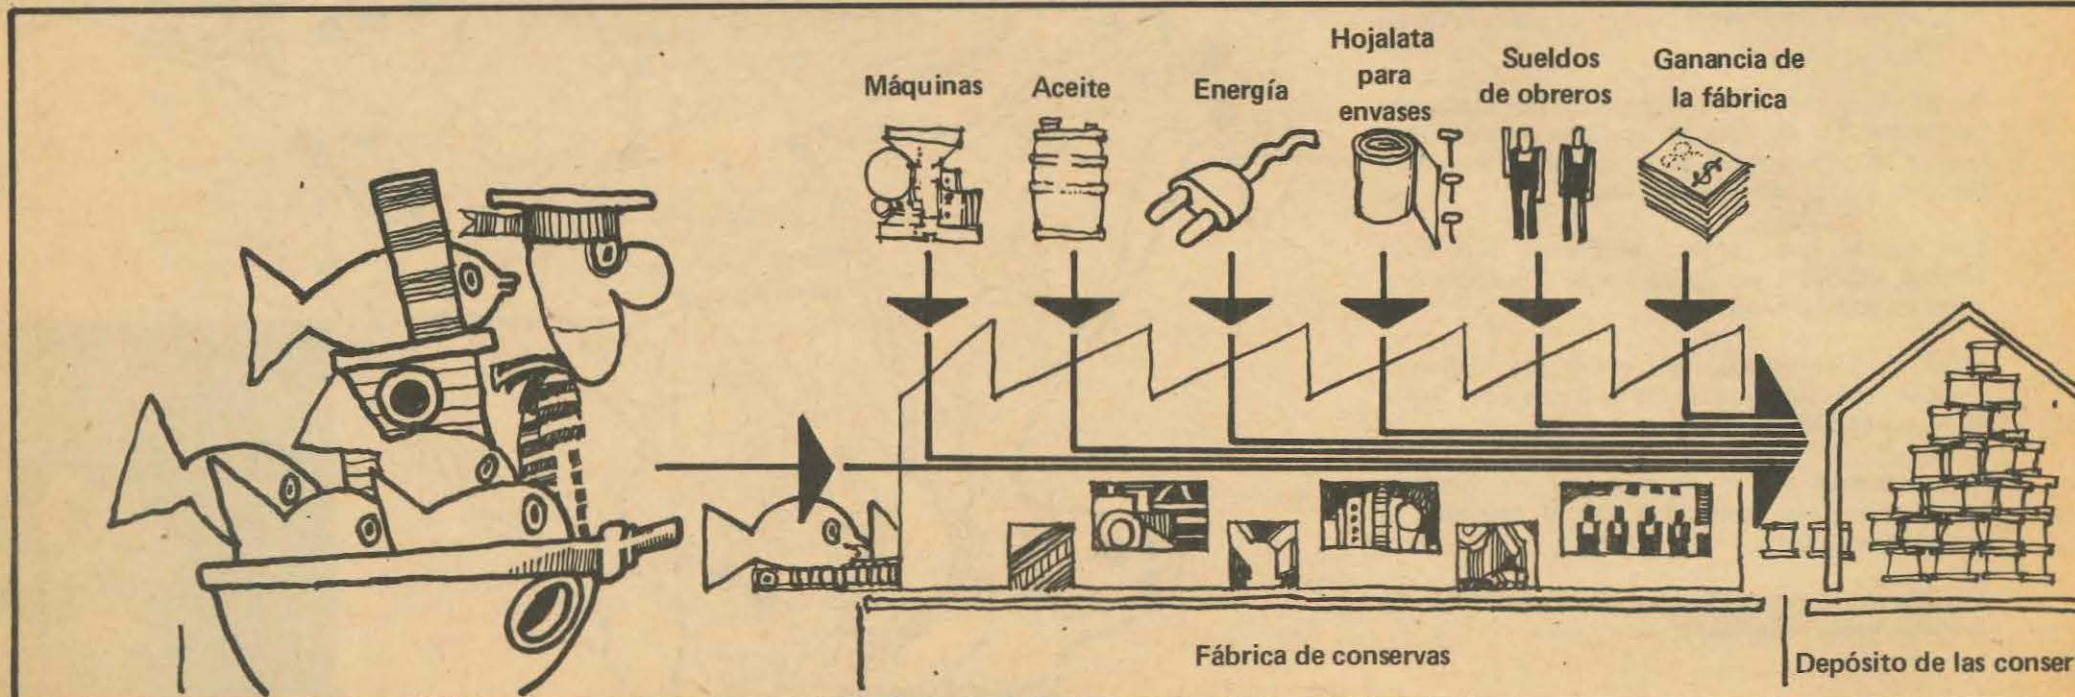 Máquinas
Aceite
Energía
Hojalata
para
envases
Sueldos
de obreros
Ganancia de
la fábrica
$
Fábrica de conservas
Depósito de las conser